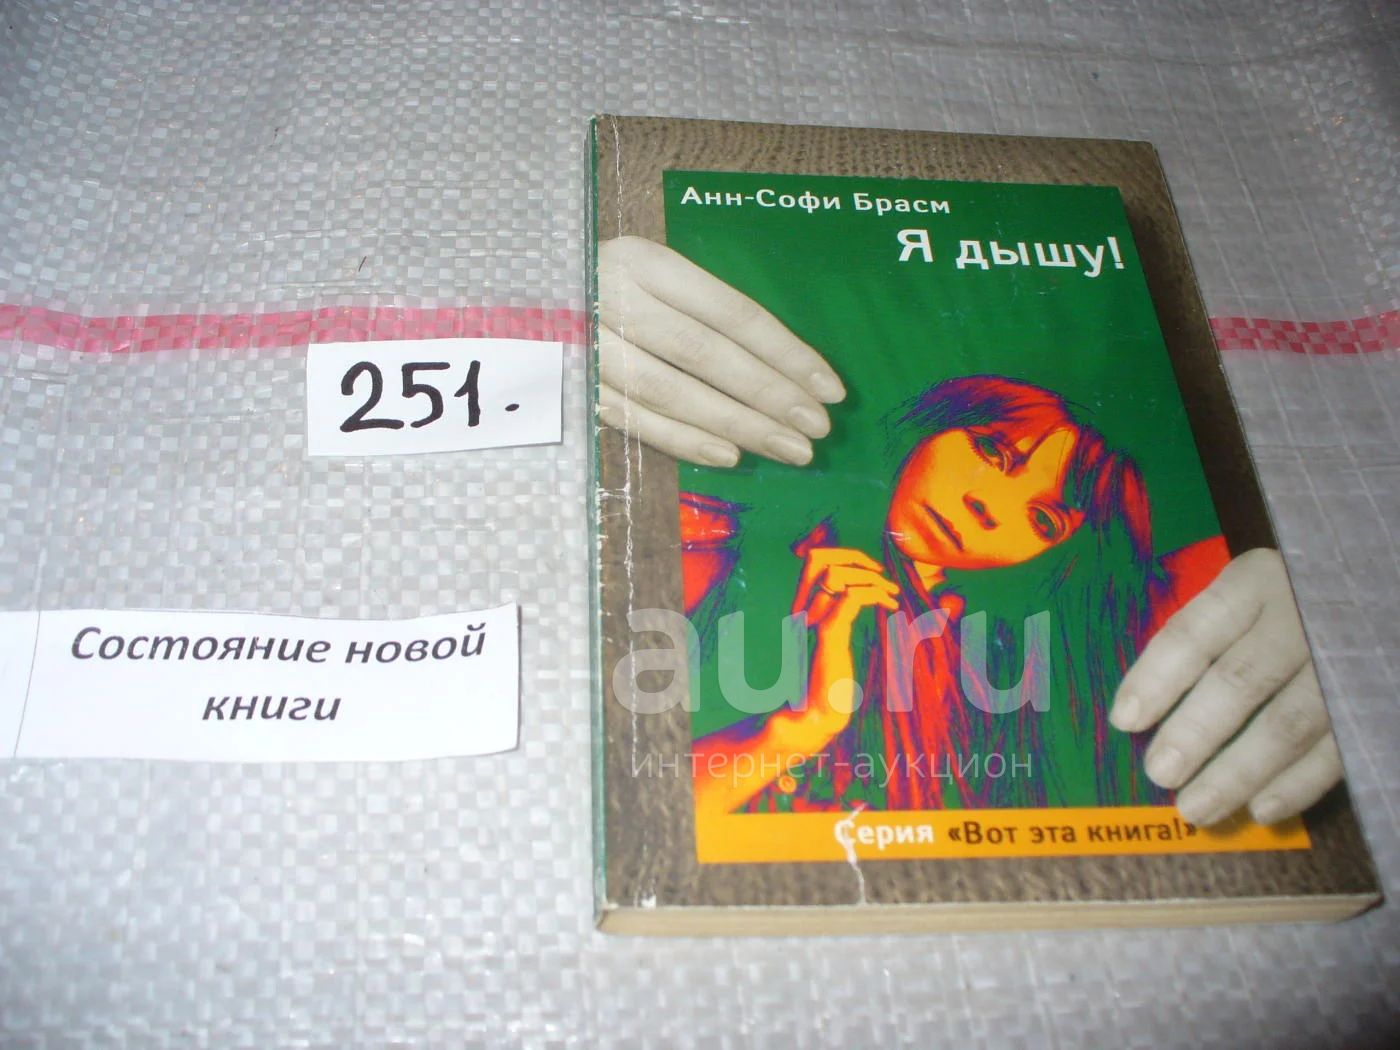 Анн-Софи Брасм
Я дышу!
251.
Состояние новой
книги
au.ru
интернет-аукцион
Серия «Вот эта книга!»